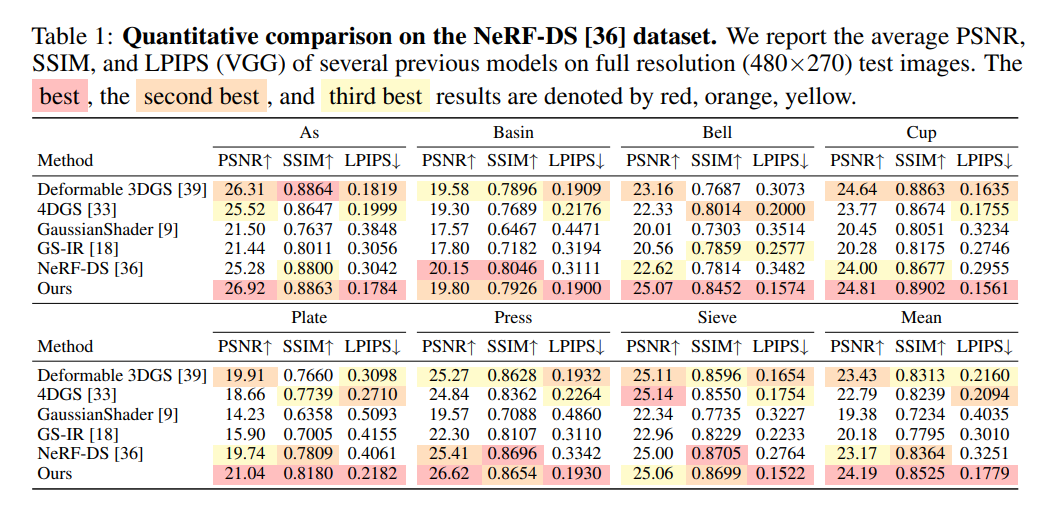 Table 1: Quantitative comparison on the NeRF-DS [36] dataset. We report the average PSNR,
SSIM, and LPIPS (VGG) of several previous models on full resolution (480×270) test images. The
best , the second best , and third best results are denoted by red, orange, yellow.
As Basin Bell Cup
Method PSNR↑ SSIM↑ LPIPS↓ PSNR↑ SSIM↑ LPIPS↓ PSNR↑ SSIM↑ LPIPS↓ PSNR↑ SSIM↑ LPIPS↓
Deformable 3DGS [39] 26.31 0.8864 0.1819 19.58 0.7896 0.1909 23.16 0.7687 0.3073 24.64 0.8863 0.1635
4DGS [33] 25.52 0.8647 0.1999 19.30 0.7689 0.2176 22.33 0.8014 0.2000 23.77 0.8674 0.1755
GaussianShader [9] 21.50 0.7637 0.3848 17.57 0.6467 0.4471 20.01 0.7303 0.3514 20.45 0.8051 0.3234
GS-IR [18] 21.44 0.8011 0.3056 17.80 0.7182 0.3194 20.56 0.7859 0.2577 20.28 0.8175 0.2746
NeRF-DS [36] 25.28 0.8800 0.3042 20.15 0.8046 0.3111 22.62 0.7814 0.3482 24.00 0.8677 0.2955
Ours 26.92 0.8863 0.1784 19.80 0.7926 0.1900 25.07 0.8452 0.1574 24.81 0.8902 0.1561
Plate Press Sieve Mean
Method PSNR↑ SSIM↑ LPIPS↓ PSNR↑ SSIM↑ LPIPS↓ PSNR↑ SSIM↑ LPIPS↓ PSNR↑ SSIM↑ LPIPS↓
Deformable 3DGS [39] 19.91 0.7660 0.3098 25.27 0.8628 0.1932 25.11 0.8596 0.1654 23.43 0.8313 0.2160
4DGS [33] 18.66 0.7739 0.2710 24.84 0.8362 0.2264 25.14 0.8550 0.1754 22.79 0.8239 0.2094
GaussianShader [9] 14.23 0.6358 0.5093 19.57 0.7088 0.4860 22.34 0.7735 0.3227 19.38 0.7234 0.4035
GS-IR [18] 15.90 0.7005 0.4155 22.30 0.8107 0.3110 22.96 0.8229 0.2233 20.18 0.7795 0.3010
NeRF-DS [36] 19.74 0.7809 0.4061 25.41 0.8696 0.3342 25.00 0.8705 0.2764 23.17 0.8364 0.3251
Ours 21.04 0.8180 0.2182 26.62 0.8654 0.1930 25.06 0.8699 0.1522 24.19 0.8525 0.1779